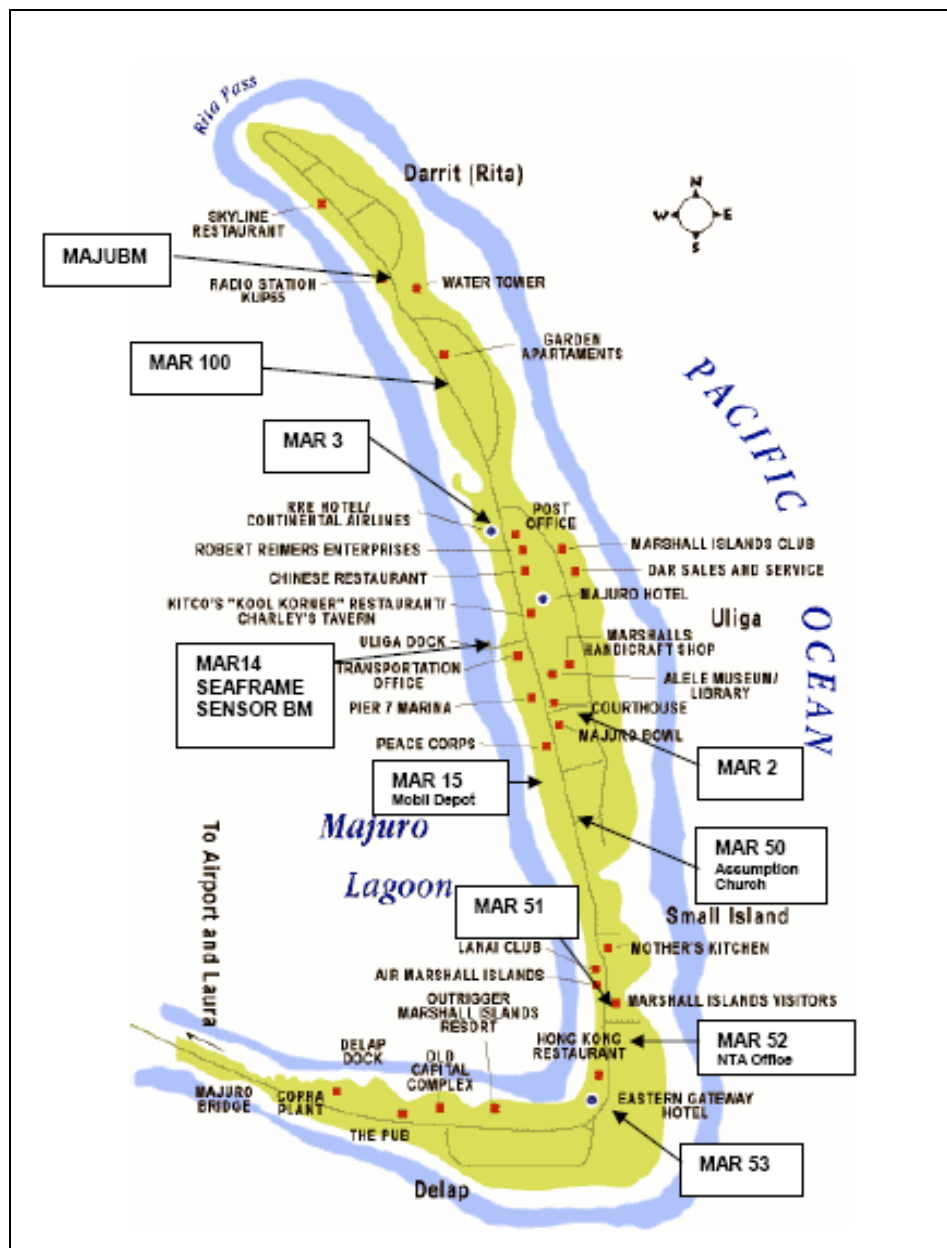 Rita Pass
Darrit (Rita)
N
W
E
S
SKYLINE
RESTAURANT
MAJUBM
RADIO STATION
KUP55
WATER TOWER
GARDEN
APARTAMENTS
MAR 100
PACIFIC
OCEAN
MAR 3
RRE HOTEL/
CONTINENTAL AIRLINES
POST
OFFICE
ROBERT REIMERS ENTERPRISES
MARSHALL ISLANDS CLUB
CHINESE RESTAURANT
DAR SALES AND SERVICE
MAJURO HOTEL
KITCO'S "KOOL KORNER" RESTAURANT/
CHARLEY'S TAVERN
Uliga
ULIGA DOCK
MARSHALLS
HANDICRAFT SHOP
MAR14
SEAFRAME
SENSOR BM
TRANSPORTATION
OFFICE
ALELE MUSEUM/
LIBRARY
PIER 7 MARINA
COURTHOUSE
MAJURO BOWL
PEACE CORPS
MAR 2
MAR 15
Mobil Depot
Majuro
Lagoon
MAR 50
Assumption
Church
To Airport and Laura
MAR 51
Small Island
LANAI CLUB
MOTHER'S KITCHEN
AIR MARSHALL ISLANDS
OUTRIGGER
MARSHALL ISLANDS
RESORT
MARSHALL ISLANDS VISITORS
HONG KONG
RESTAURANT
MAR 52
NTA Office
DELAP
DOCK
OLD
CAPITAL
COMPLEX
MAJURO
BRIDGE
CORRA
PLANT
EASTERN GATEWAY
HOTEL
THE PUB
MAR 53
Delap